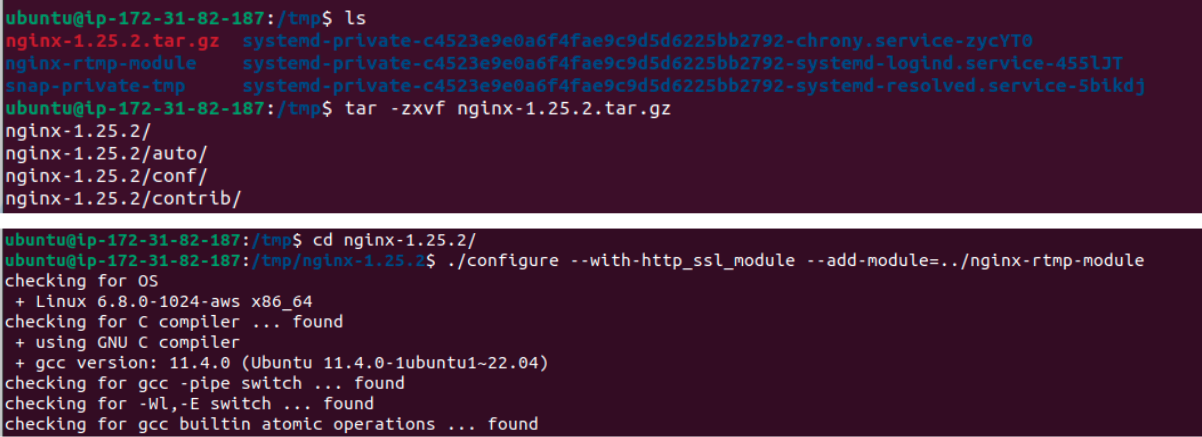 ubuntu@ip-172-31-82-187:/tmp$ ls
nginx-1.25.2.tar.gz  systemd-private-c4523e9e0a6f4fae9c9d5d6225bb2792-chrony.service-zycYT0
nginx-rtmp-module    systemd-private-c4523e9e0a6f4fae9c9d5d6225bb2792-systemd-logind.service-455lJT
snap-private-tmp     systemd-private-c4523e9e0a6f4fae9c9d5d6225bb2792-systemd-resolved.service-5bikdj
ubuntu@ip-172-31-82-187:/tmp$ tar -zxvf nginx-1.25.2.tar.gz
nginx-1.25.2/
nginx-1.25.2/auto/
nginx-1.25.2/conf/
nginx-1.25.2/contrib/
ubuntu@ip-172-31-82-187:/tmp$ cd nginx-1.25.2/
ubuntu@ip-172-31-82-187:/tmp/nginx-1.25.2$ ./configure --with-http_ssl_module --add-module=../nginx-rtmp-module
checking for OS
 + Linux 6.8.0-1024-aws x86_64
checking for C compiler ... found
 + using GNU C compiler
 + gcc version: 11.4.0 (Ubuntu 11.4.0-1ubuntu1~22.04)
checking for gcc -pipe switch ... found
checking for -Wl,-E switch ... found
checking for gcc builtin atomic operations ... found